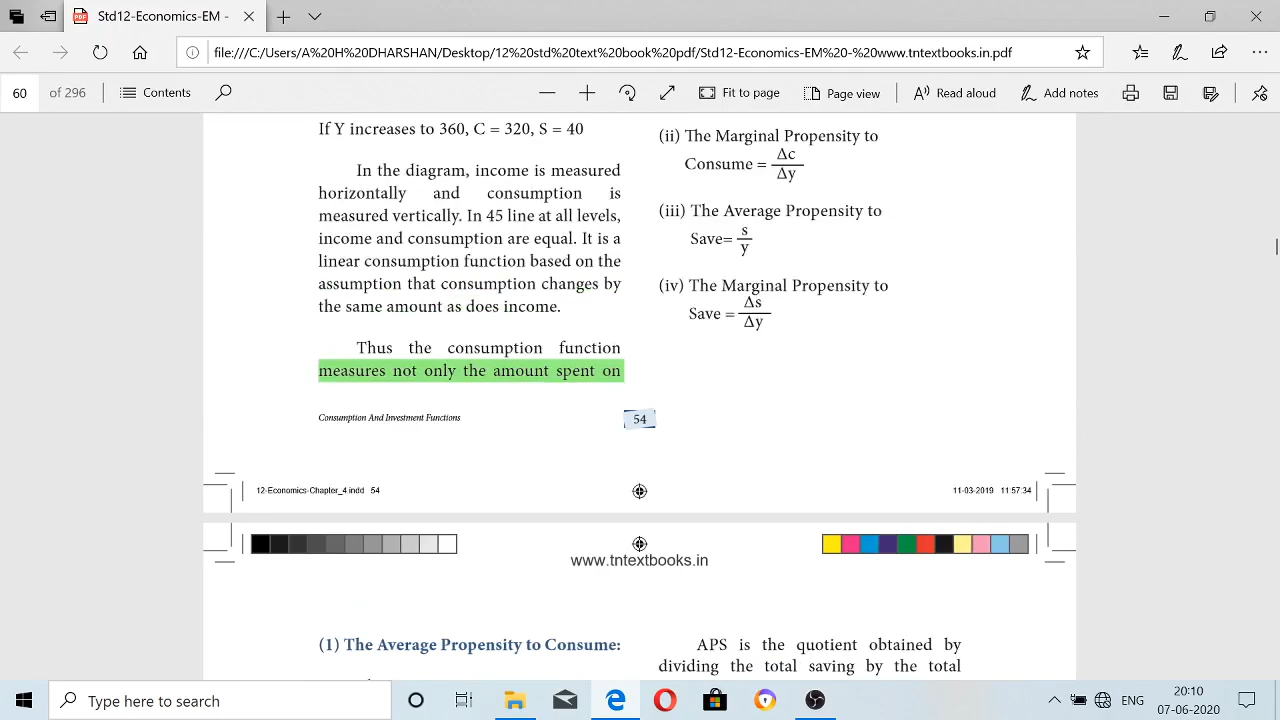 Std12-Economics-EM
file:///C:/Users/A%20H%20DHARSHAN/Desktop/12%20std%20text%20book%20pdf/Std12-Economics-EM%20-%20www.tntextbooks.in.pdf
60 of 296 Contents Fit to page Page view Read aloud Add notes
If Y increases to 360, C = 320, S = 40
In the diagram, income is measured
horizontally and consumption is
measured vertically. In 45 line at all levels,
income and consumption are equal. It is a
linear consumption function based on the
assumption that consumption changes by
the same amount as does income.
Thus the consumption function
measures not only the amount spent on
(ii) The Marginal Propensity to
Consume = Δc/Δy
(iii) The Average Propensity to
Save= s/y
(iv) The Marginal Propensity to
Save = Δs/Δy
Consumption And Investment Functions
54
12-Economics-Chapter_4.indd 54
11-03-2019 11:57:34
www.tntextbooks.in
(1) The Average Propensity to Consume:
APS is the quotient obtained by
dividing the total saving by the total
Type here to search
ENG
20:10
07-06-2020